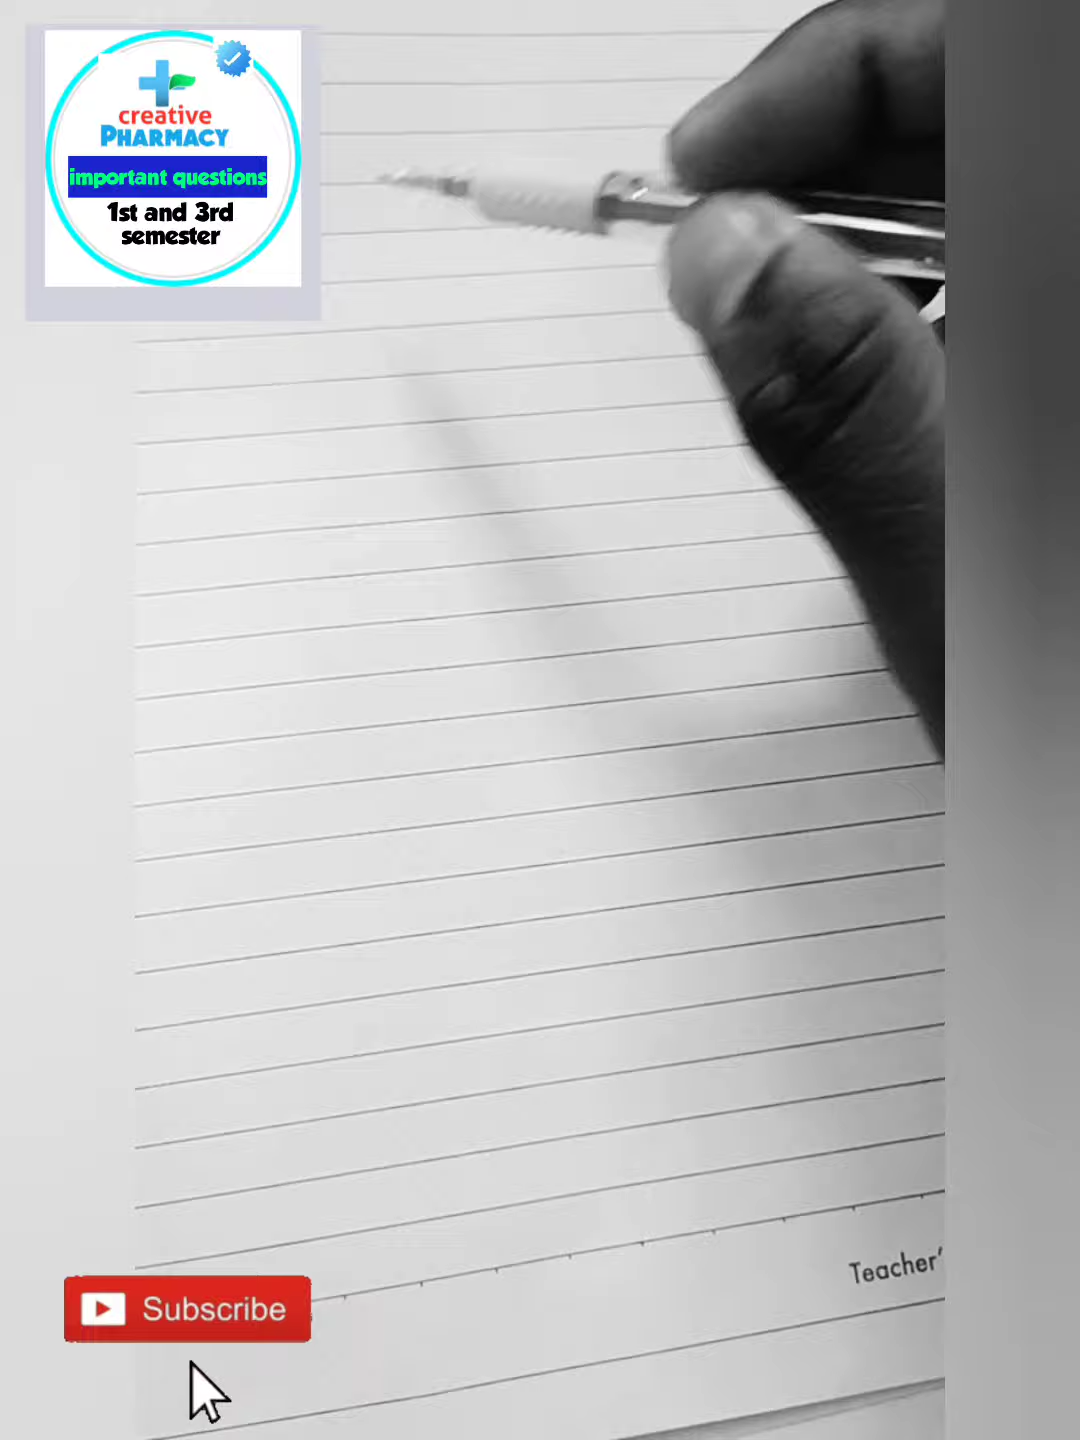 creative
PHARMACY
important questions
1st and 3rd
semester
Teacher'
Subscribe